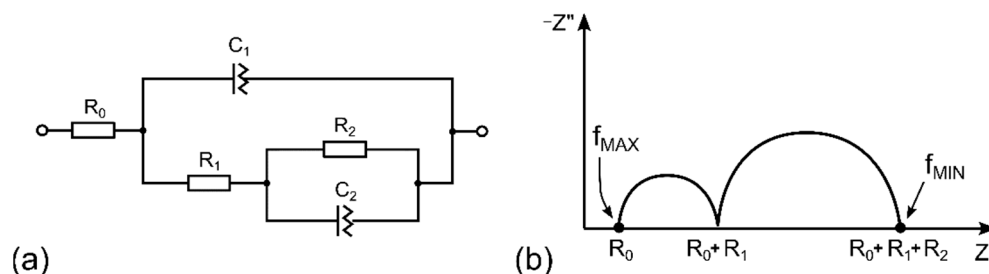 C₁
R₀
R₂
R₁
C₂
(a)
–Z"
fMAX
fMIN
R₀
R₀+R₁
R₀+R₁+R₂
Z'
(b)